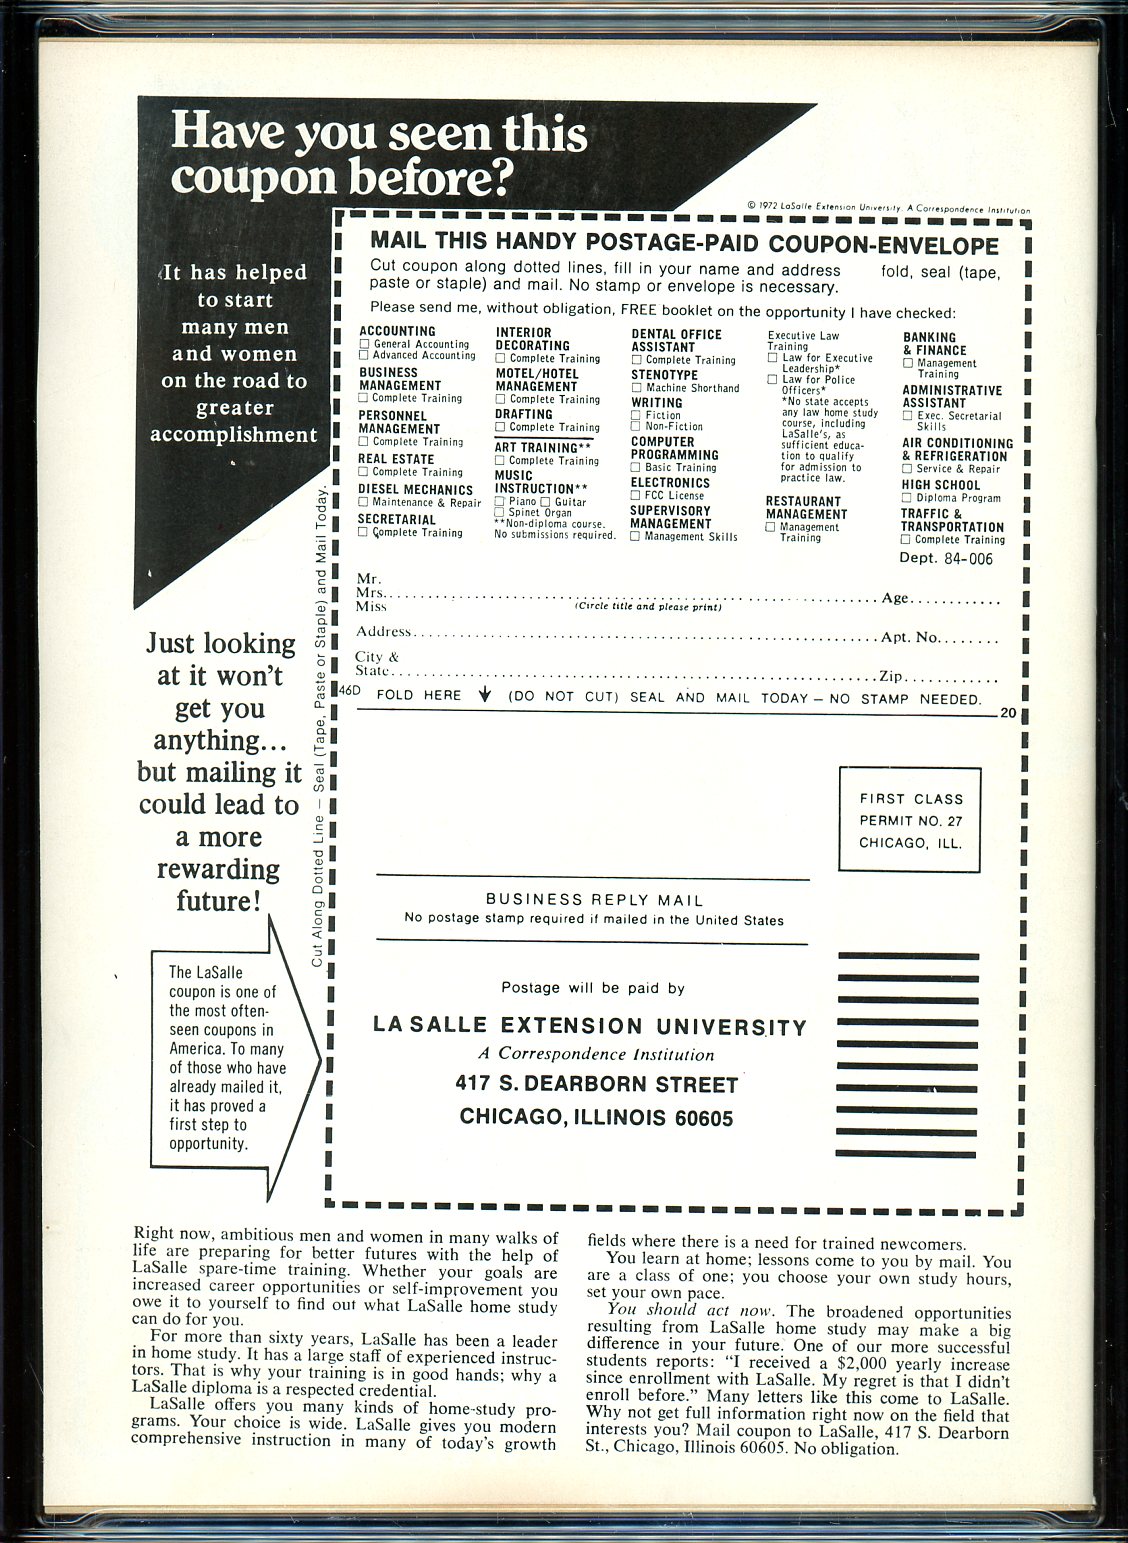 Have you seen this
coupon before?
© 1972 LaSalle Extension University. A Correspondence Institution
It has helped
to start
many men
and women
on the road to
greater
accomplishment
MAIL THIS HANDY POSTAGE-PAID COUPON-ENVELOPE
Cut coupon along dotted lines, fill in your name and address fold, seal (tape,
paste or staple) and mail. No stamp or envelope is necessary.
Please send me, without obligation, FREE booklet on the opportunity I have checked:
ACCOUNTING
☐ General Accounting
☐ Advanced Accounting
BUSINESS
MANAGEMENT
☐ Complete Training
PERSONNEL
MANAGEMENT
☐ Complete Training
REAL ESTATE
☐ Complete Training
DIESEL MECHANICS
☐ Maintenance & Repair
SECRETARIAL
☐ Complete Training
INTERIOR
DECORATING
☐ Complete Training
MOTEL/HOTEL
MANAGEMENT
☐ Complete Training
DRAFTING
☐ Complete Training
ART TRAINING**
☐ Complete Training
MUSIC
INSTRUCTION**
☐ Piano ☐ Guitar
☐ Spinet Organ
**Non-diploma course.
No submissions required.
DENTAL OFFICE
ASSISTANT
☐ Complete Training
STENOTYPE
☐ Machine Shorthand
WRITING
☐ Fiction
☐ Non-Fiction
COMPUTER
PROGRAMMING
☐ Basic Training
ELECTRONICS
☐ FCC License
SUPERVISORY
MANAGEMENT
☐ Management Skills
Executive Law
Training
☐ Law for Executive
Leadership*
☐ Law for Police
Officers*
*No state accepts
any law home study
course, including
LaSalle's, as
sufficient educa-
tion to qualify
for admission to
practice law.
RESTAURANT
MANAGEMENT
☐ Management
Training
BANKING
& FINANCE
☐ Management
Training
ADMINISTRATIVE
ASSISTANT
☐ Exec. Secretarial
Skills
AIR CONDITIONING
& REFRIGERATION
☐ Service & Repair
HIGH SCHOOL
☐ Diploma Program
TRAFFIC &
TRANSPORTATION
☐ Complete Training
Dept. 84-006
Mr.
Mrs. Age
Miss (Circle title and please print)
Address Apt. No.
City &
State Zip
46D FOLD HERE ↓ (DO NOT CUT) SEAL AND MAIL TODAY — NO STAMP NEEDED.
20
Cut Along Dotted Line — Seal (Tape, Paste or Staple) and Mail Today.
Just looking
at it won't
get you
anything...
but mailing it
could lead to
a more
rewarding
future!
The LaSalle
coupon is one of
the most often-
seen coupons in
America. To many
of those who have
already mailed it,
it has proved a
first step to
opportunity.
FIRST CLASS
PERMIT NO. 27
CHICAGO, ILL.
BUSINESS REPLY MAIL
No postage stamp required if mailed in the United States
Postage will be paid by
LA SALLE EXTENSION UNIVERSITY
A Correspondence Institution
417 S. DEARBORN STREET
CHICAGO, ILLINOIS 60605
Right now, ambitious men and women in many walks of
life are preparing for better futures with the help of
LaSalle spare-time training. Whether your goals are
increased career opportunities or self-improvement you
owe it to yourself to find out what LaSalle home study
can do for you.
For more than sixty years, LaSalle has been a leader
in home study. It has a large staff of experienced instruc-
tors. That is why your training is in good hands; why a
LaSalle diploma is a respected credential.
LaSalle offers you many kinds of home-study pro-
grams. Your choice is wide. LaSalle gives you modern
comprehensive instruction in many of today's growth
fields where there is a need for trained newcomers.
You learn at home; lessons come to you by mail. You
are a class of one; you choose your own study hours,
set your own pace.
You should act now. The broadened opportunities
resulting from LaSalle home study may make a big
difference in your future. One of our more successful
students reports: "I received a $2,000 yearly increase
since enrollment with LaSalle. My regret is that I didn't
enroll before." Many letters like this come to LaSalle.
Why not get full information right now on the field that
interests you? Mail coupon to LaSalle, 417 S. Dearborn
St., Chicago, Illinois 60605. No obligation.